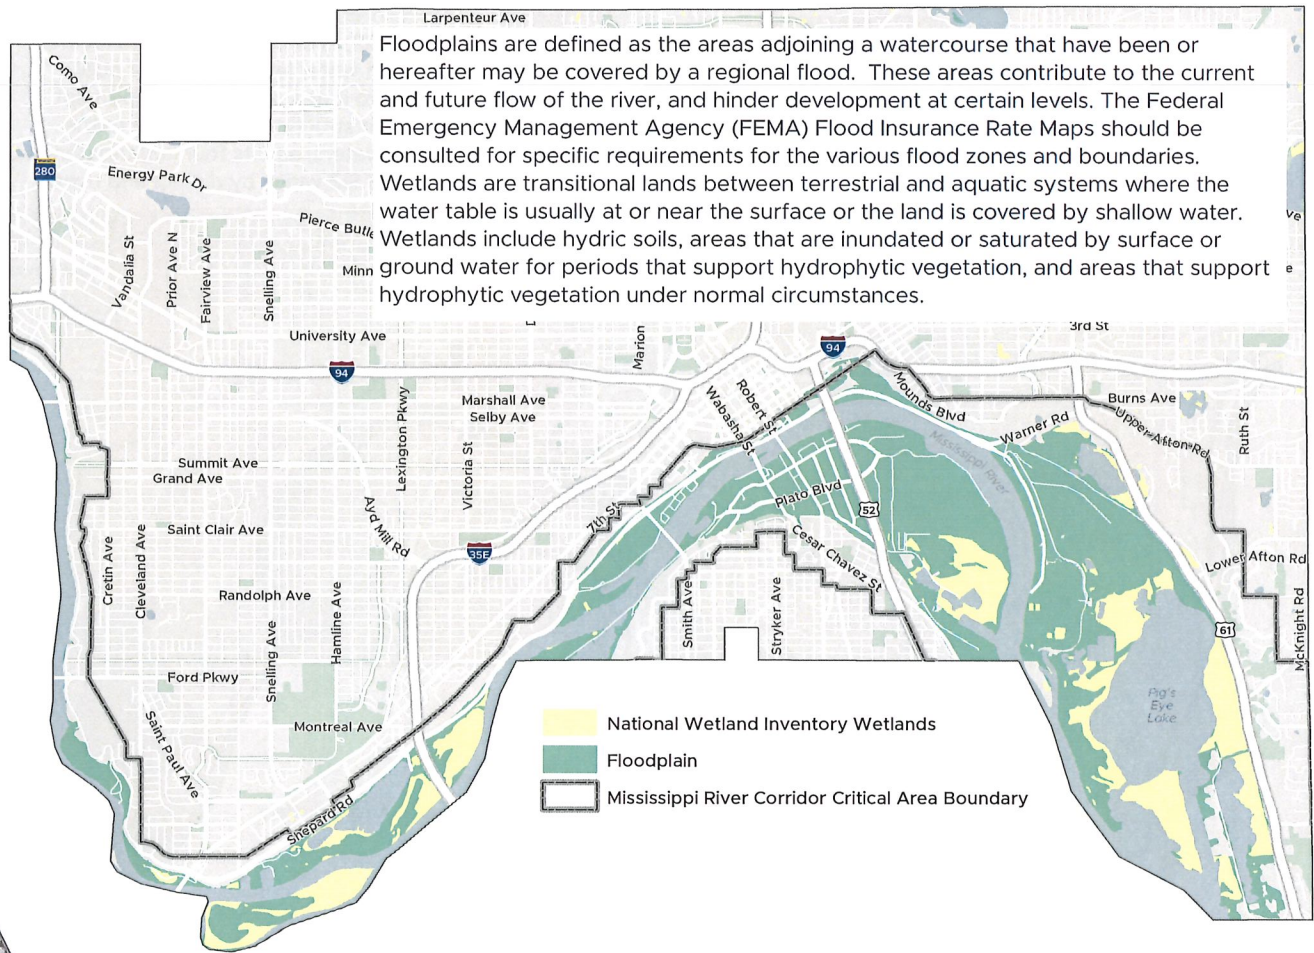 Larpenteur Ave
Floodplains are defined as the areas adjoining a watercourse that have been or
hereafter may be covered by a regional flood. These areas contribute to the current
and future flow of the river, and hinder development at certain levels. The Federal
Emergency Management Agency (FEMA) Flood Insurance Rate Maps should be
consulted for specific requirements for the various flood zones and boundaries.
Wetlands are transitional lands between terrestrial and aquatic systems where the
water table is usually at or near the surface or the land is covered by shallow water.
Wetlands include hydric soils, areas that are inundated or saturated by surface or
ground water for periods that support hydrophytic vegetation, and areas that support
hydrophytic vegetation under normal circumstances.
Como Ave
280
Energy Park Dr
Pierce Butl
Minn
ve
e
Vandalia St
Prior Ave N
Fairview Ave
Snelling Ave
University Ave
Marion
3rd St
94
94
Lexington Pkwy
Marshall Ave
Selby Ave
Victoria St
Robert St
Wabasha St
Mounds Blvd
Burns Ave
Upper Afton Rd
Ruth St
Warner Rd
Mississippi River
Summit Ave
Grand Ave
Saint Clair Ave
Ayd Mill Rd
7th St
Plato Blvd
52
35E
Cesar Chavez St
Lower Afton Rd
Cretin Ave
Cleveland Ave
Randolph Ave
Hamline Ave
Snelling Ave
Smith Ave
Stryker Ave
61
McKnight Rd
Ford Pkwy
Montreal Ave
Saint Paul Ave
Shepard Rd
Pig's
Eye
Lake
National Wetland Inventory Wetlands
Floodplain
Mississippi River Corridor Critical Area Boundary